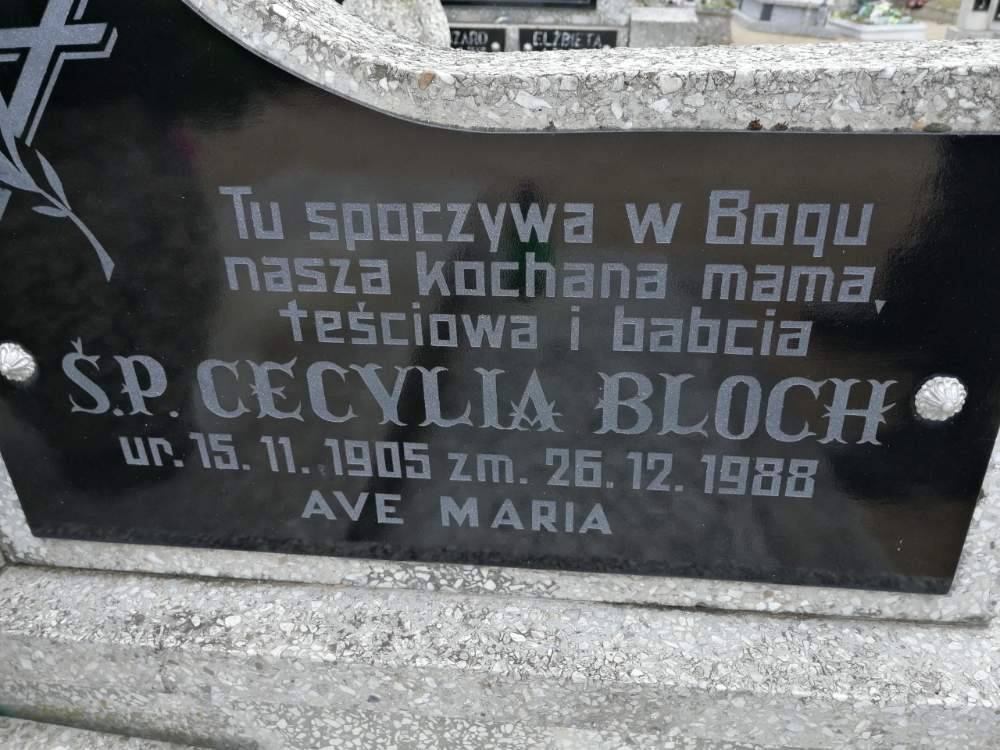 ZARD
ELŻBIETA
Tu spoczywa w Bogu
nasza kochana mama,
teściowa i babcia
Ś.P. CECYLIA BLOCH
ur. 15. 11. 1905 zm. 26. 12. 1988
AVE MARIA